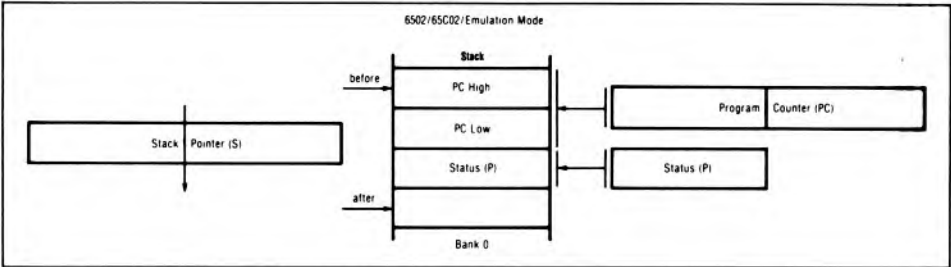 6502/65C02/Emulation Mode
Stack
before
PC High
Program Counter (PC)
PC Low
Stack Pointer (S)
Status (P)
Status (P)
after
Bank 0